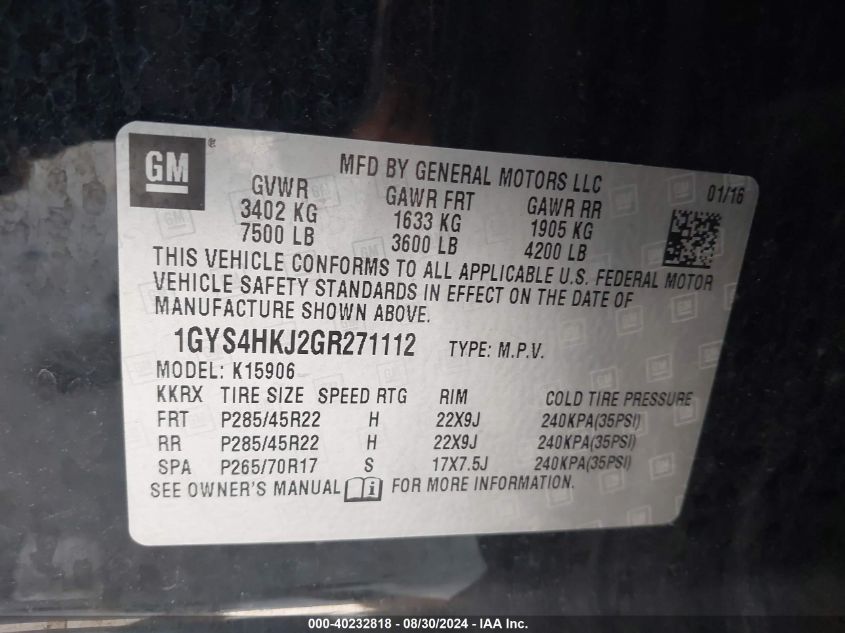 GM®
MFD BY GENERAL MOTORS LLC
01/16
GVWR GAWR FRT GAWR RR
3402 KG 1633 KG 1905 KG
7500 LB 3600 LB 4200 LB
THIS VEHICLE CONFORMS TO ALL APPLICABLE U.S. FEDERAL MOTOR
VEHICLE SAFETY STANDARDS IN EFFECT ON THE DATE OF
MANUFACTURE SHOWN ABOVE.
1GYS4HKJ2GR271112 TYPE: M.P.V.
MODEL: K15906
KKRX TIRE SIZE SPEED RTG RIM COLD TIRE PRESSURE
FRT P285/45R22 H 22X9J 240KPA(35PSI)
RR P285/45R22 H 22X9J 240KPA(35PSI)
SPA P265/70R17 S 17X7.5J 240KPA(35PSI)
SEE OWNER'S MANUAL i FOR MORE INFORMATION.
000-40232818 - 08/30/2024 - IAA Inc.